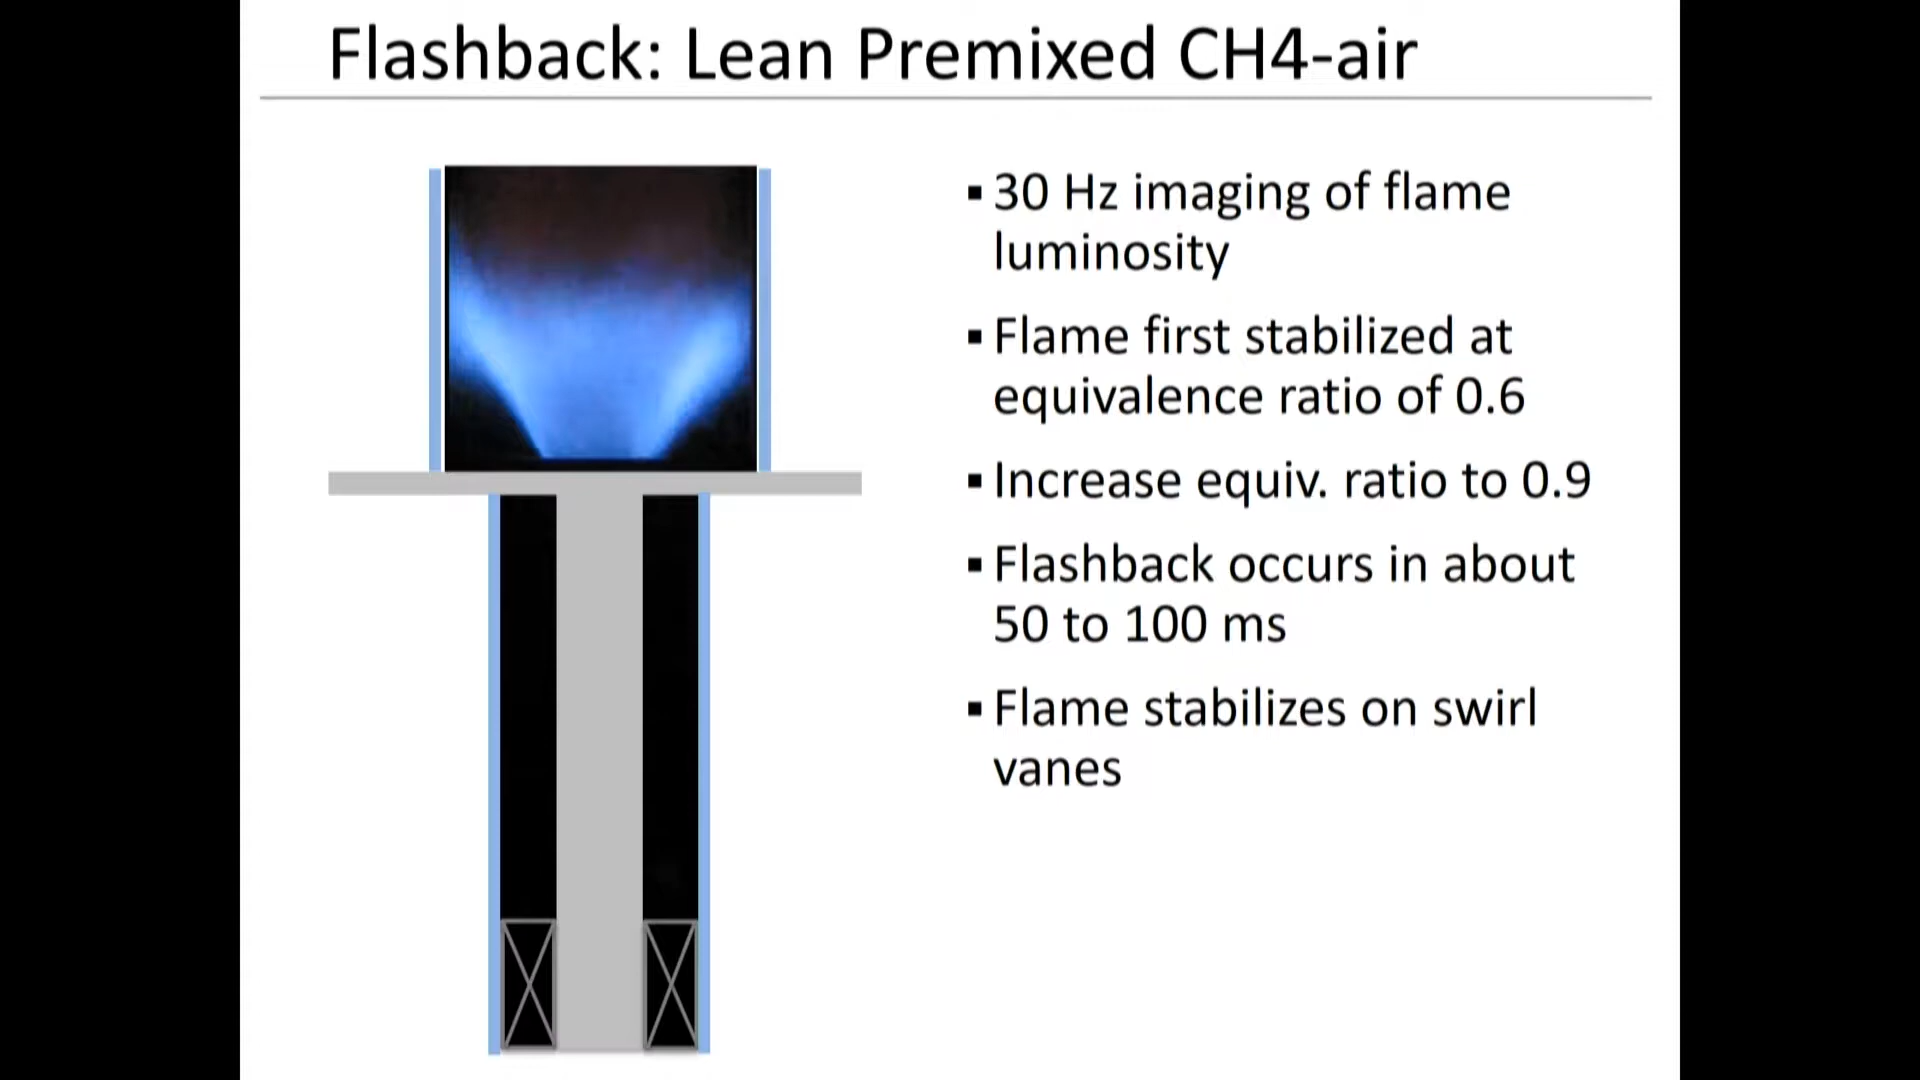 Flashback: Lean Premixed CH4-air
▪ 30 Hz imaging of flame
luminosity
▪ Flame first stabilized at
equivalence ratio of 0.6
▪ Increase equiv. ratio to 0.9
▪ Flashback occurs in about
50 to 100 ms
▪ Flame stabilizes on swirl
vanes